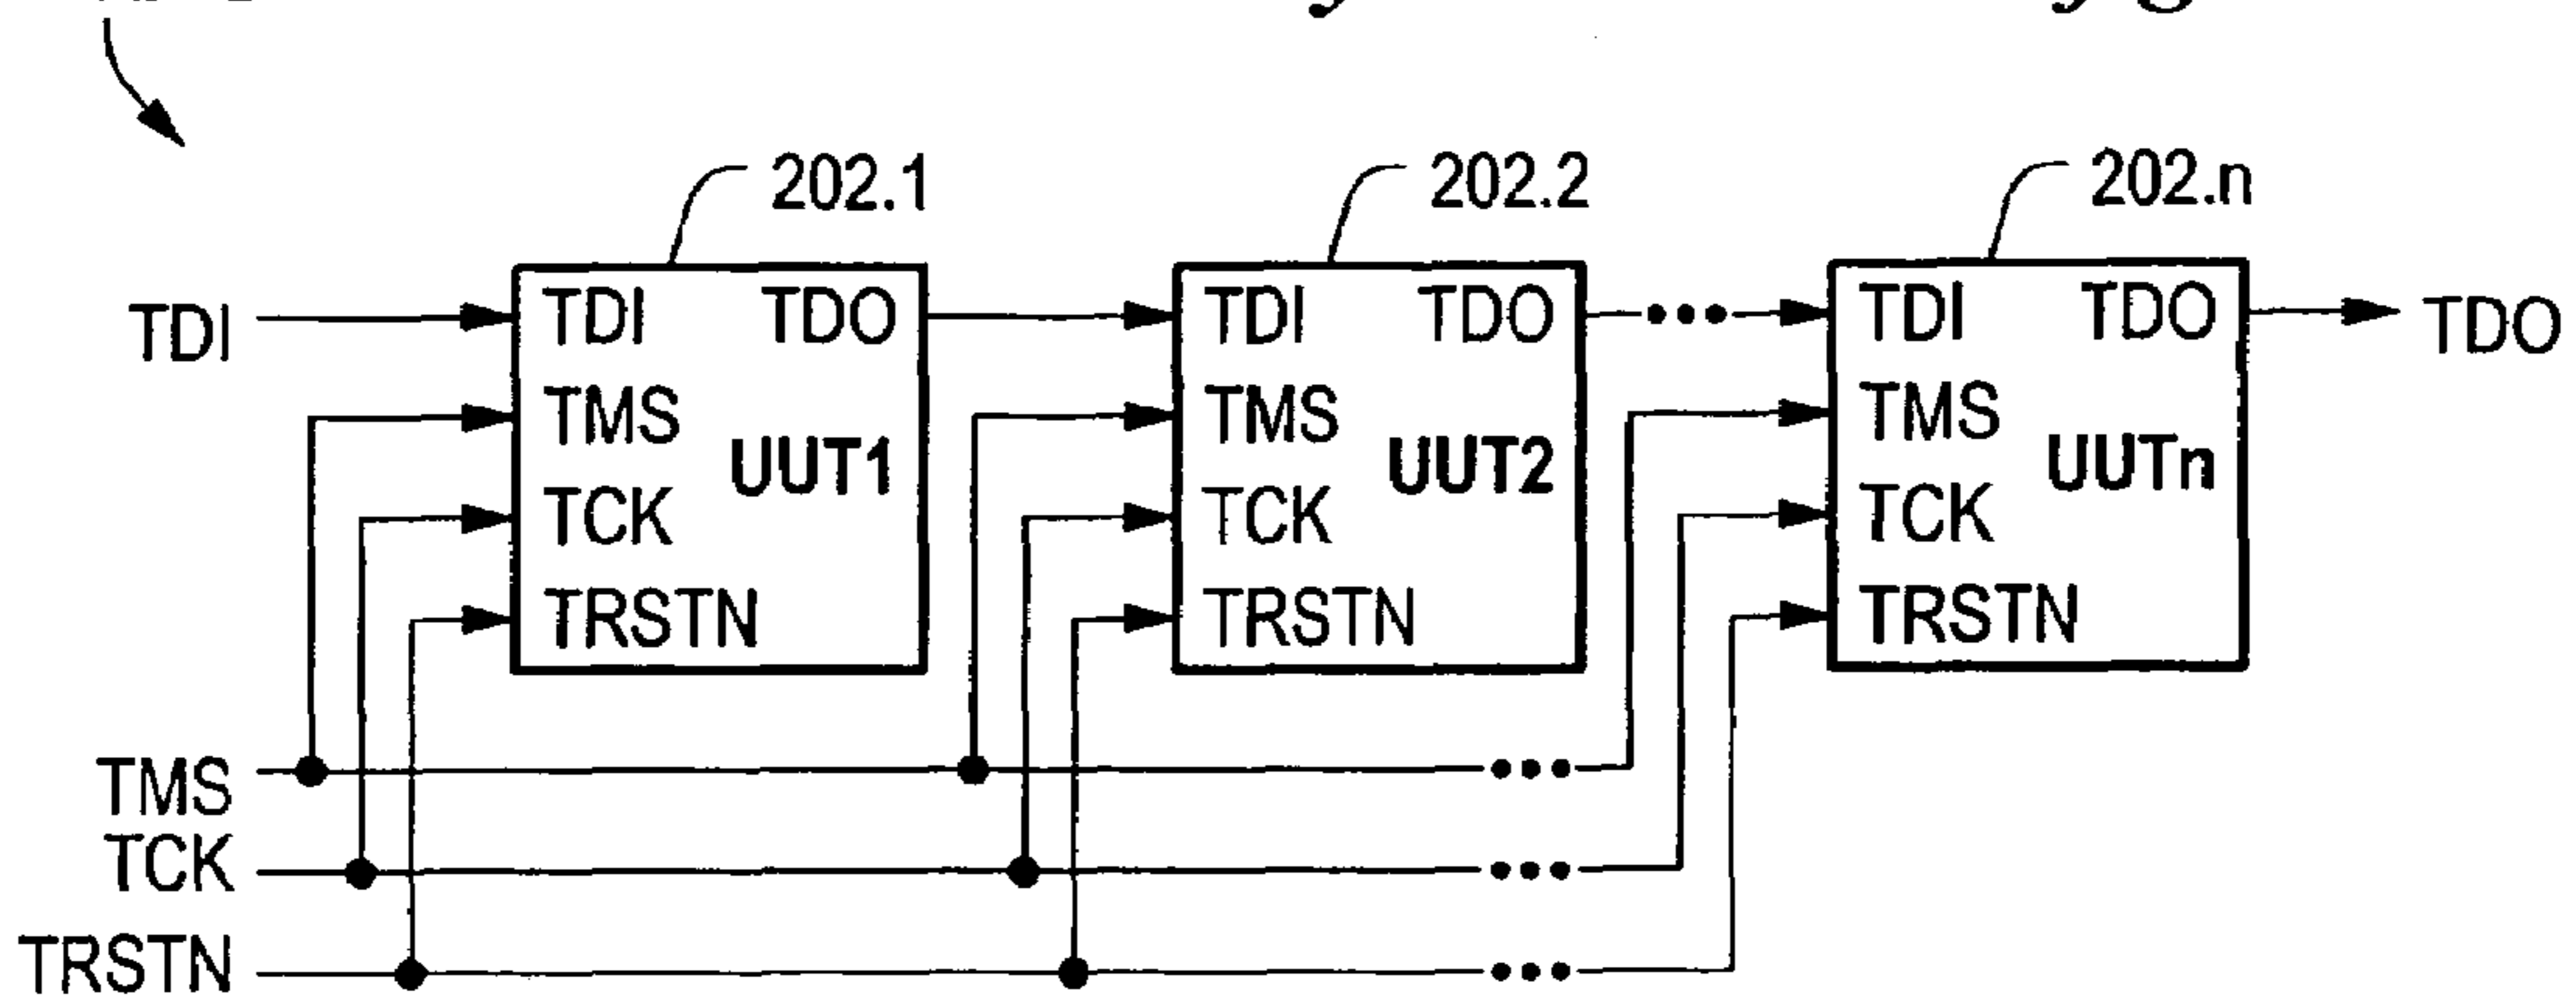 202.1
202.2
202.n
TDI
TDI TDO
TMS
UUT1
TCK
TRSTN
TDI TDO
TMS
UUT2
TCK
TRSTN
TDI TDO
TMS
UUTn
TCK
TRSTN
TDO
TMS
TCK
TRSTN